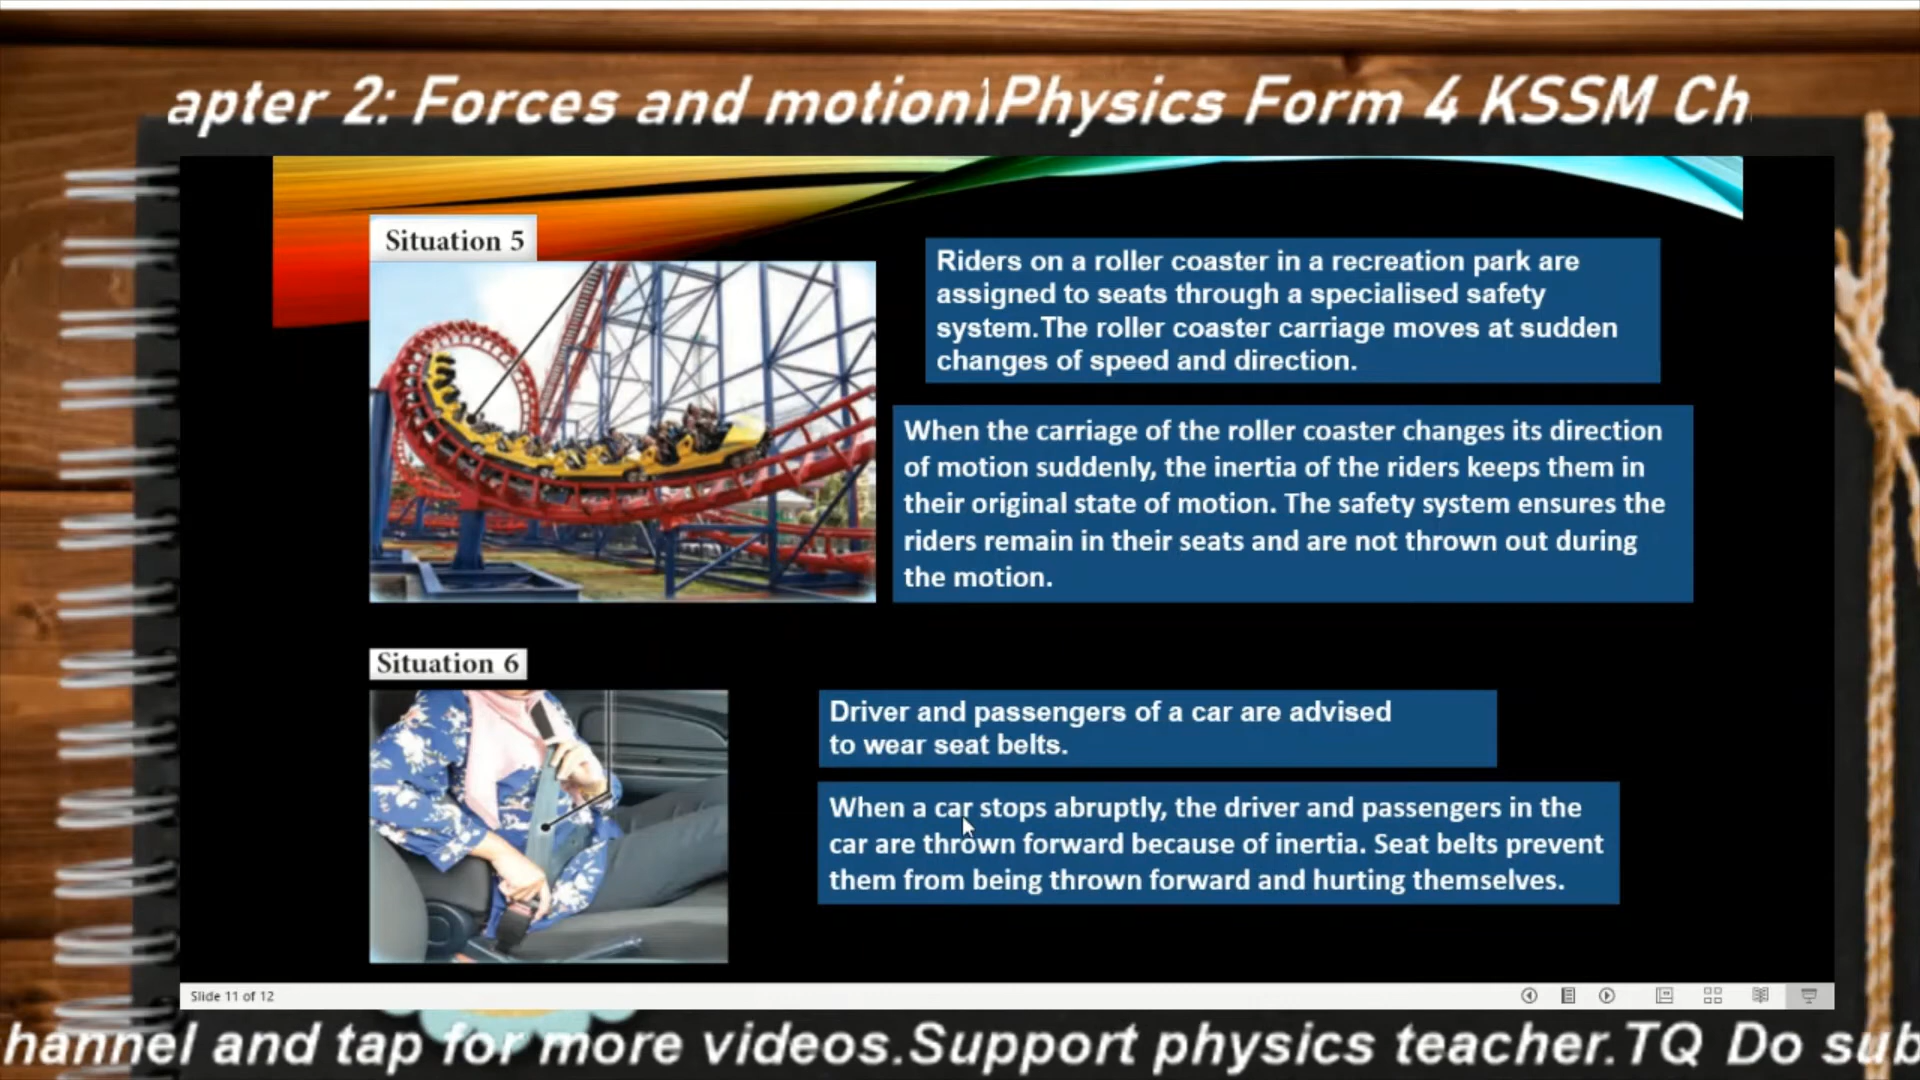 apter 2: Forces and motion)Physics Form 4 KSSM Ch
Situation 5
Riders on a roller coaster in a recreation park are
assigned to seats through a specialised safety
system.The roller coaster carriage moves at sudden
changes of speed and direction.
When the carriage of the roller coaster changes its direction
of motion suddenly, the inertia of the riders keeps them in
their original state of motion. The safety system ensures the
riders remain in their seats and are not thrown out during
the motion.
Situation 6
Driver and passengers of a car are advised
to wear seat belts.
When a car stops abruptly, the driver and passengers in the
car are thrown forward because of inertia. Seat belts prevent
them from being thrown forward and hurting themselves.
Slide 11 of 12
hannel and tap for more videos.Support physics teacher.TQ Do sub